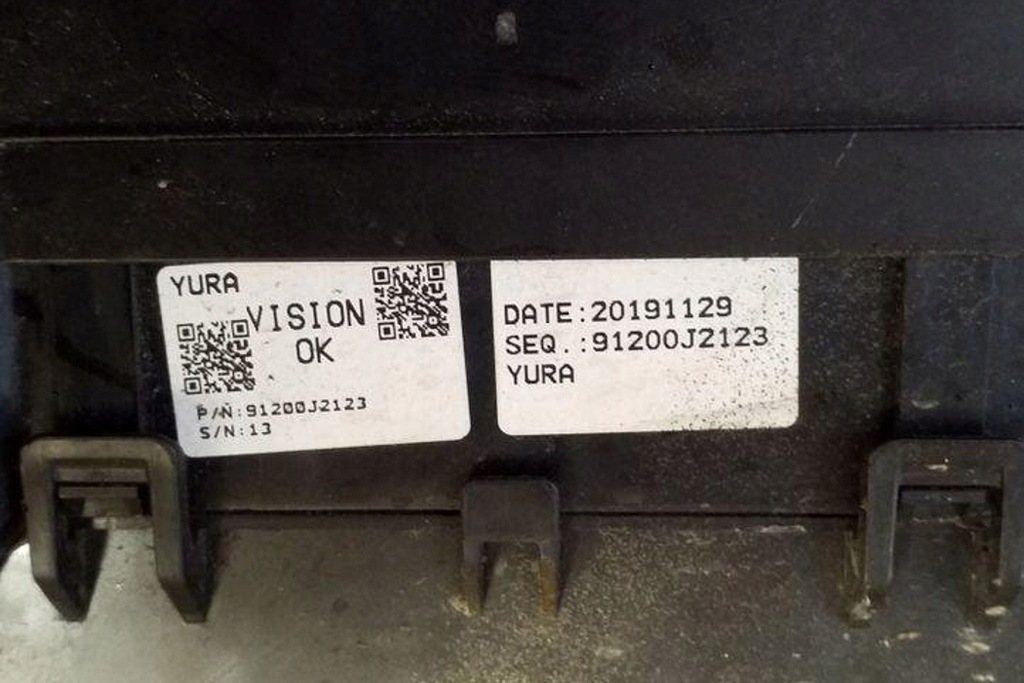 YURA
VISION
OK
P/N:91200J2123
S/N:13
DATE:20191129
SEQ.:91200J2123
YURA